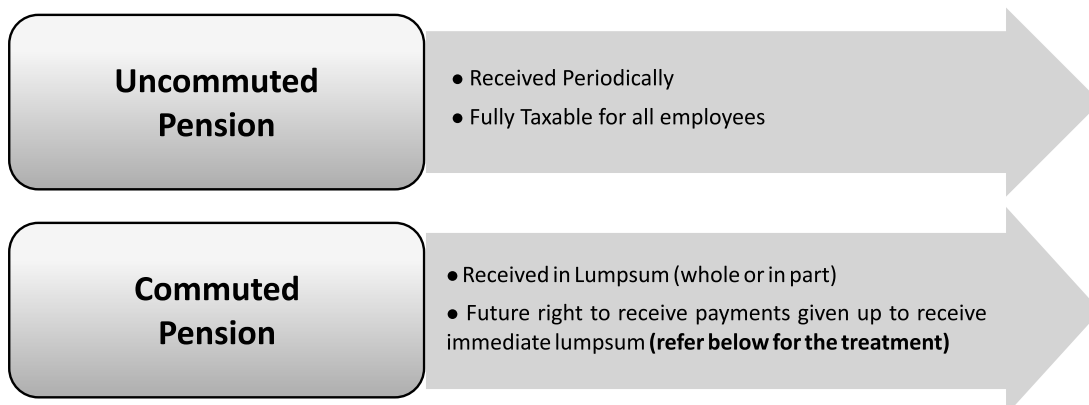 Uncommuted
Pension
● Received Periodically
● Fully Taxable for all employees
Commuted
Pension
● Received in Lumpsum (whole or in part)
● Future right to receive payments given up to receive
immediate lumpsum (refer below for the treatment)